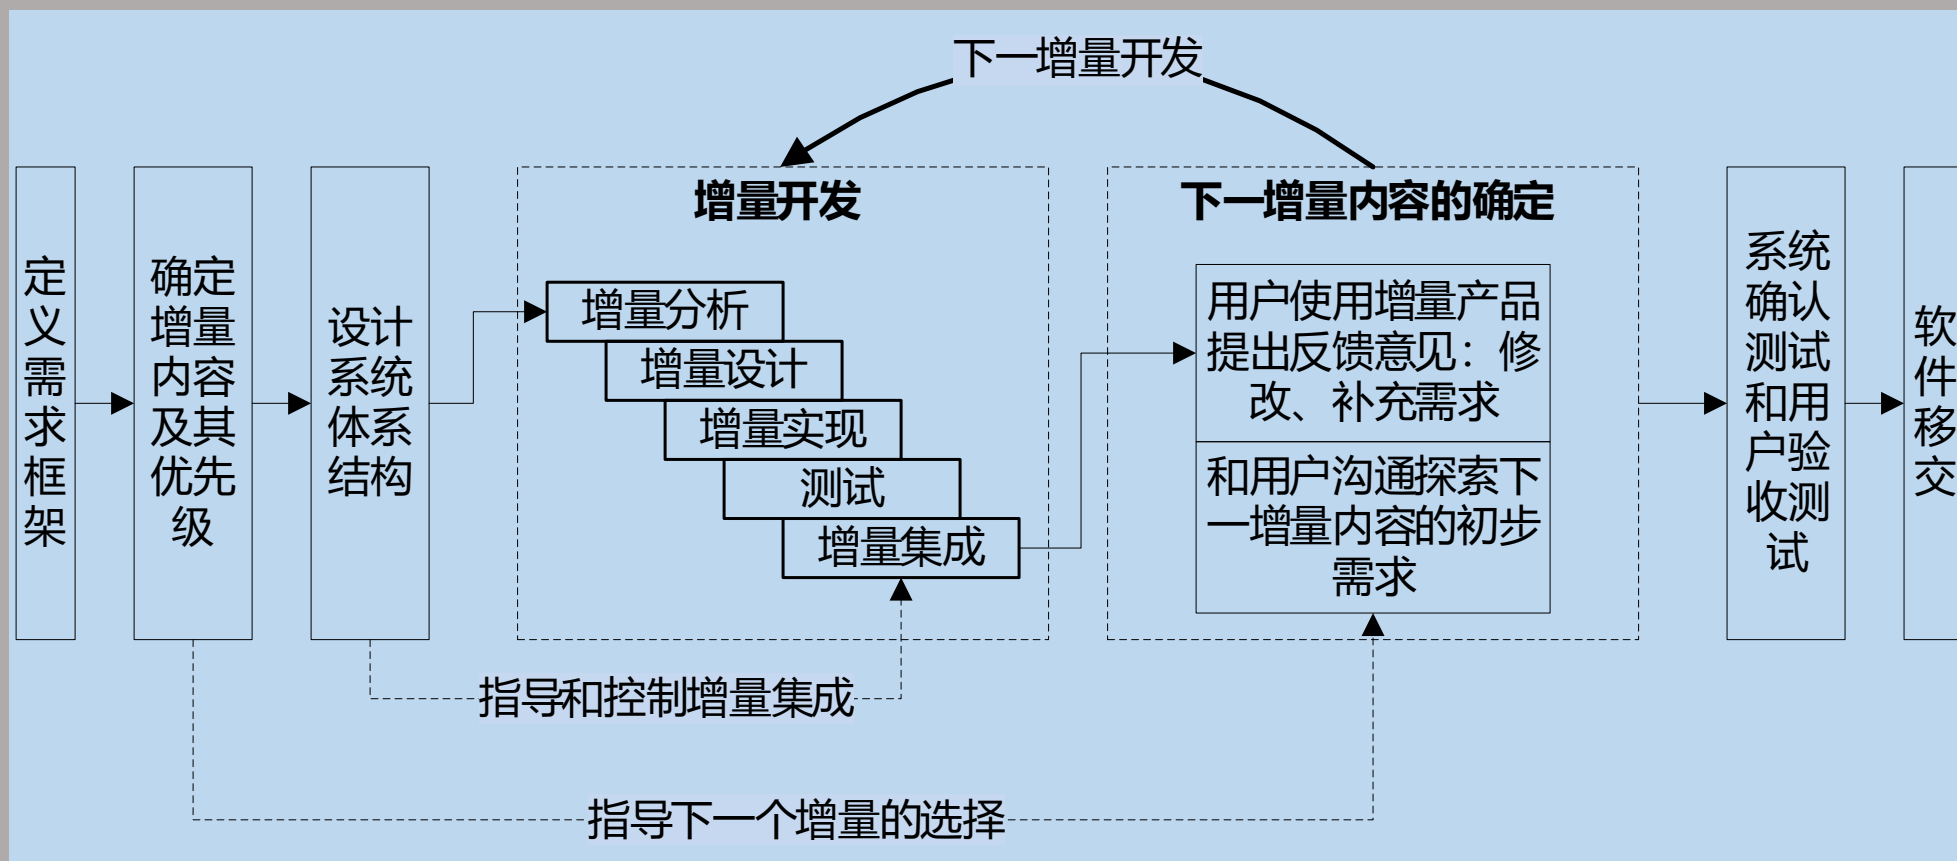 下一增量开发
定
义
需
求
框
架
确定
增量
内容
及其
优先
级
设计
系统
体系
结构
增量开发
增量分析
增量设计
增量实现
测试
增量集成
下一增量内容的确定
用户使用增量产品
提出反馈意见：修
改、补充需求
和用户沟通探索下
一增量内容的初步
需求
系统
确认
测试
和用
户验
收测
试
软
件
移
交
指导和控制增量集成
指导下一个增量的选择